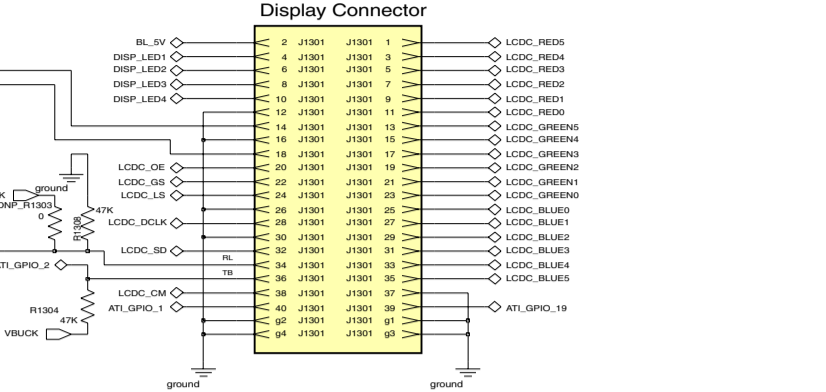 Display Connector
BL_5V 2 J1301 J1301 1 LCDC_RED5
DISP_LED1 4 J1301 J1301 3 LCDC_RED4
DISP_LED2 6 J1301 J1301 5 LCDC_RED3
DISP_LED3 8 J1301 J1301 7 LCDC_RED2
DISP_LED4 10 J1301 J1301 9 LCDC_RED1
12 J1301 J1301 11 LCDC_RED0
14 J1301 J1301 13 LCDC_GREEN5
16 J1301 J1301 15 LCDC_GREEN4
18 J1301 J1301 17 LCDC_GREEN3
LCDC_OE 20 J1301 J1301 19 LCDC_GREEN2
LCDC_GS 22 J1301 J1301 21 LCDC_GREEN1
ground
LCDC_LS 24 J1301 J1301 23 LCDC_GREEN0
K
DNP_R1303
0
47K
R1308
26 J1301 J1301 25 LCDC_BLUE0
LCDC_DCLK 28 J1301 J1301 27 LCDC_BLUE1
30 J1301 J1301 29 LCDC_BLUE2
LCDC_SD 32 J1301 J1301 31 LCDC_BLUE3
ATI_GPIO_2 RL 34 J1301 J1301 33 LCDC_BLUE4
TB 36 J1301 J1301 35 LCDC_BLUE5
LCDC_CM 38 J1301 J1301 37
ATI_GPIO_1 40 J1301 J1301 39 ATI_GPIO_19
R1304
47K
g2 J1301 J1301 g1
VBUCK g4 J1301 J1301 g3
ground ground